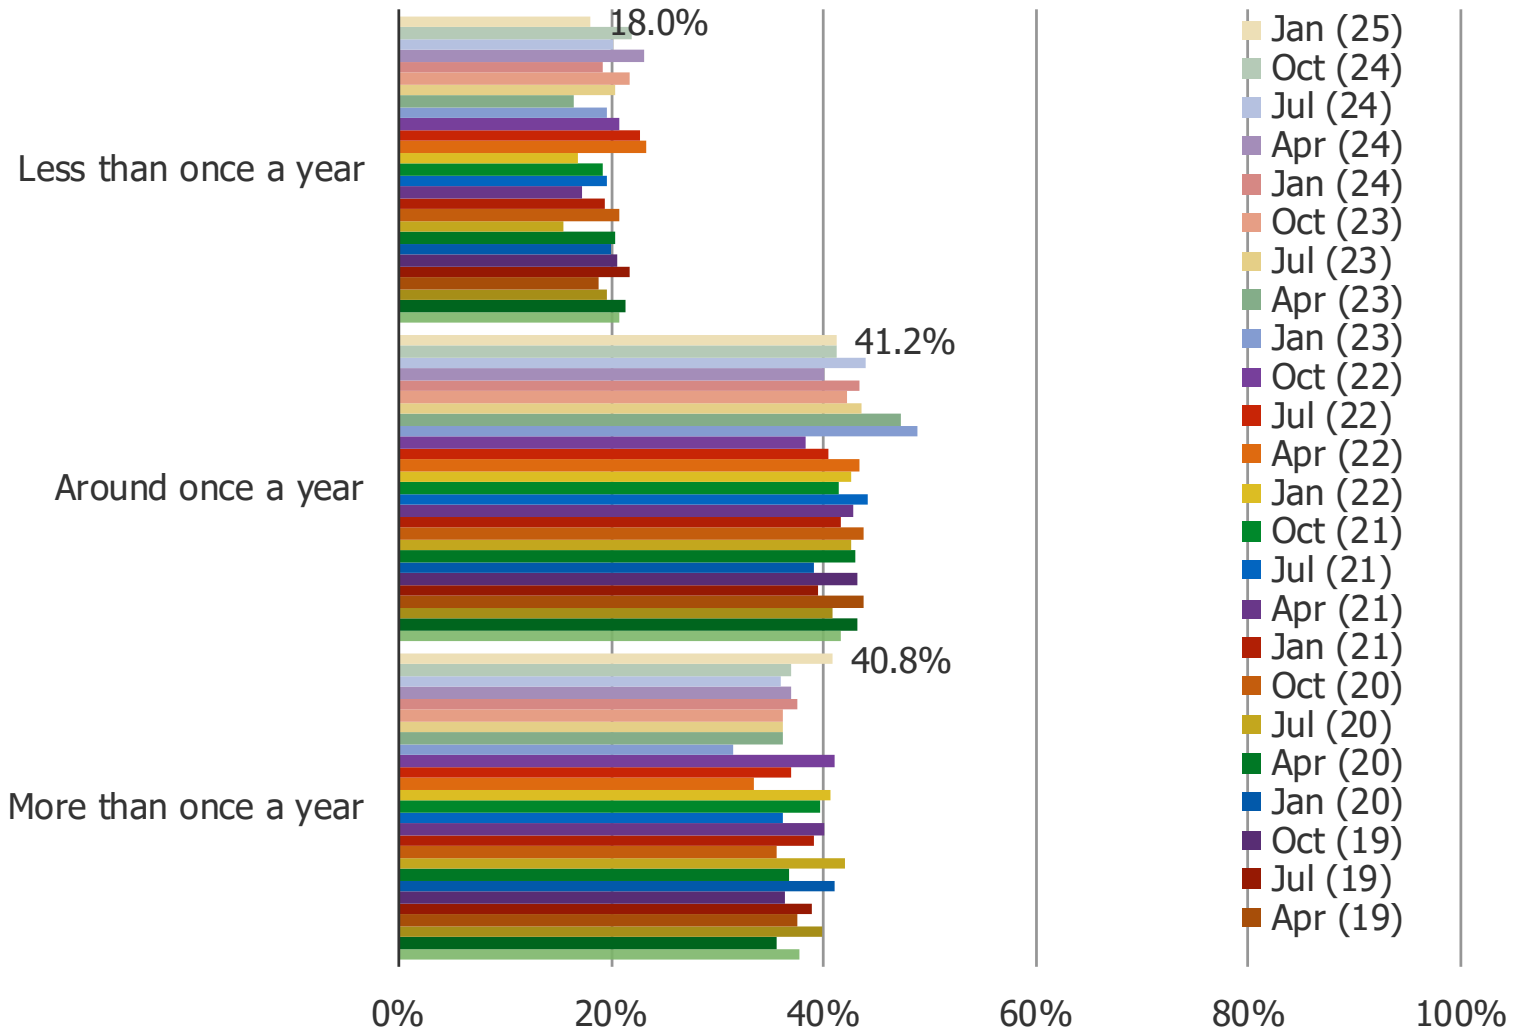 18.0%
Less than once a year
41.2%
Around once a year
40.8%
More than once a year
Jan (25)
Oct (24)
Jul (24)
Apr (24)
Jan (24)
Oct (23)
Jul (23)
Apr (23)
Jan (23)
Oct (22)
Jul (22)
Apr (22)
Jan (22)
Oct (21)
Jul (21)
Apr (21)
Jan (21)
Oct (20)
Jul (20)
Apr (20)
Jan (20)
Oct (19)
Jul (19)
Apr (19)
0% 20% 40% 60% 80% 100%